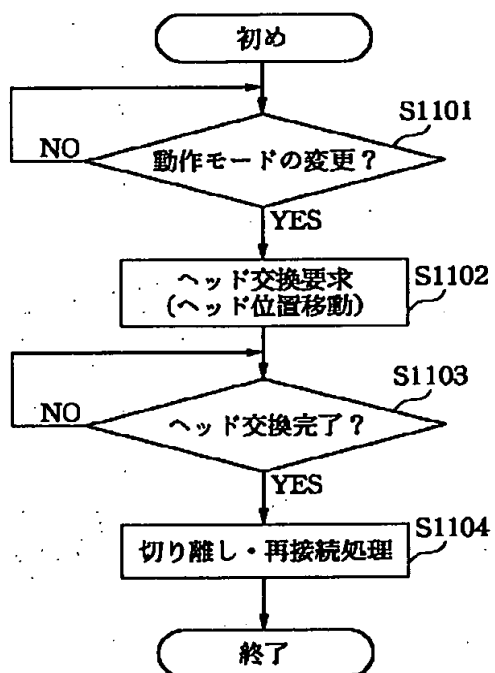 初め
S1101
NO
動作モードの変更？
YES
ヘッド交換要求
(ヘッド位置移動)
S1102
S1103
NO
ヘッド交換完了？
YES
S1104
切り離し・再接続処理
終了